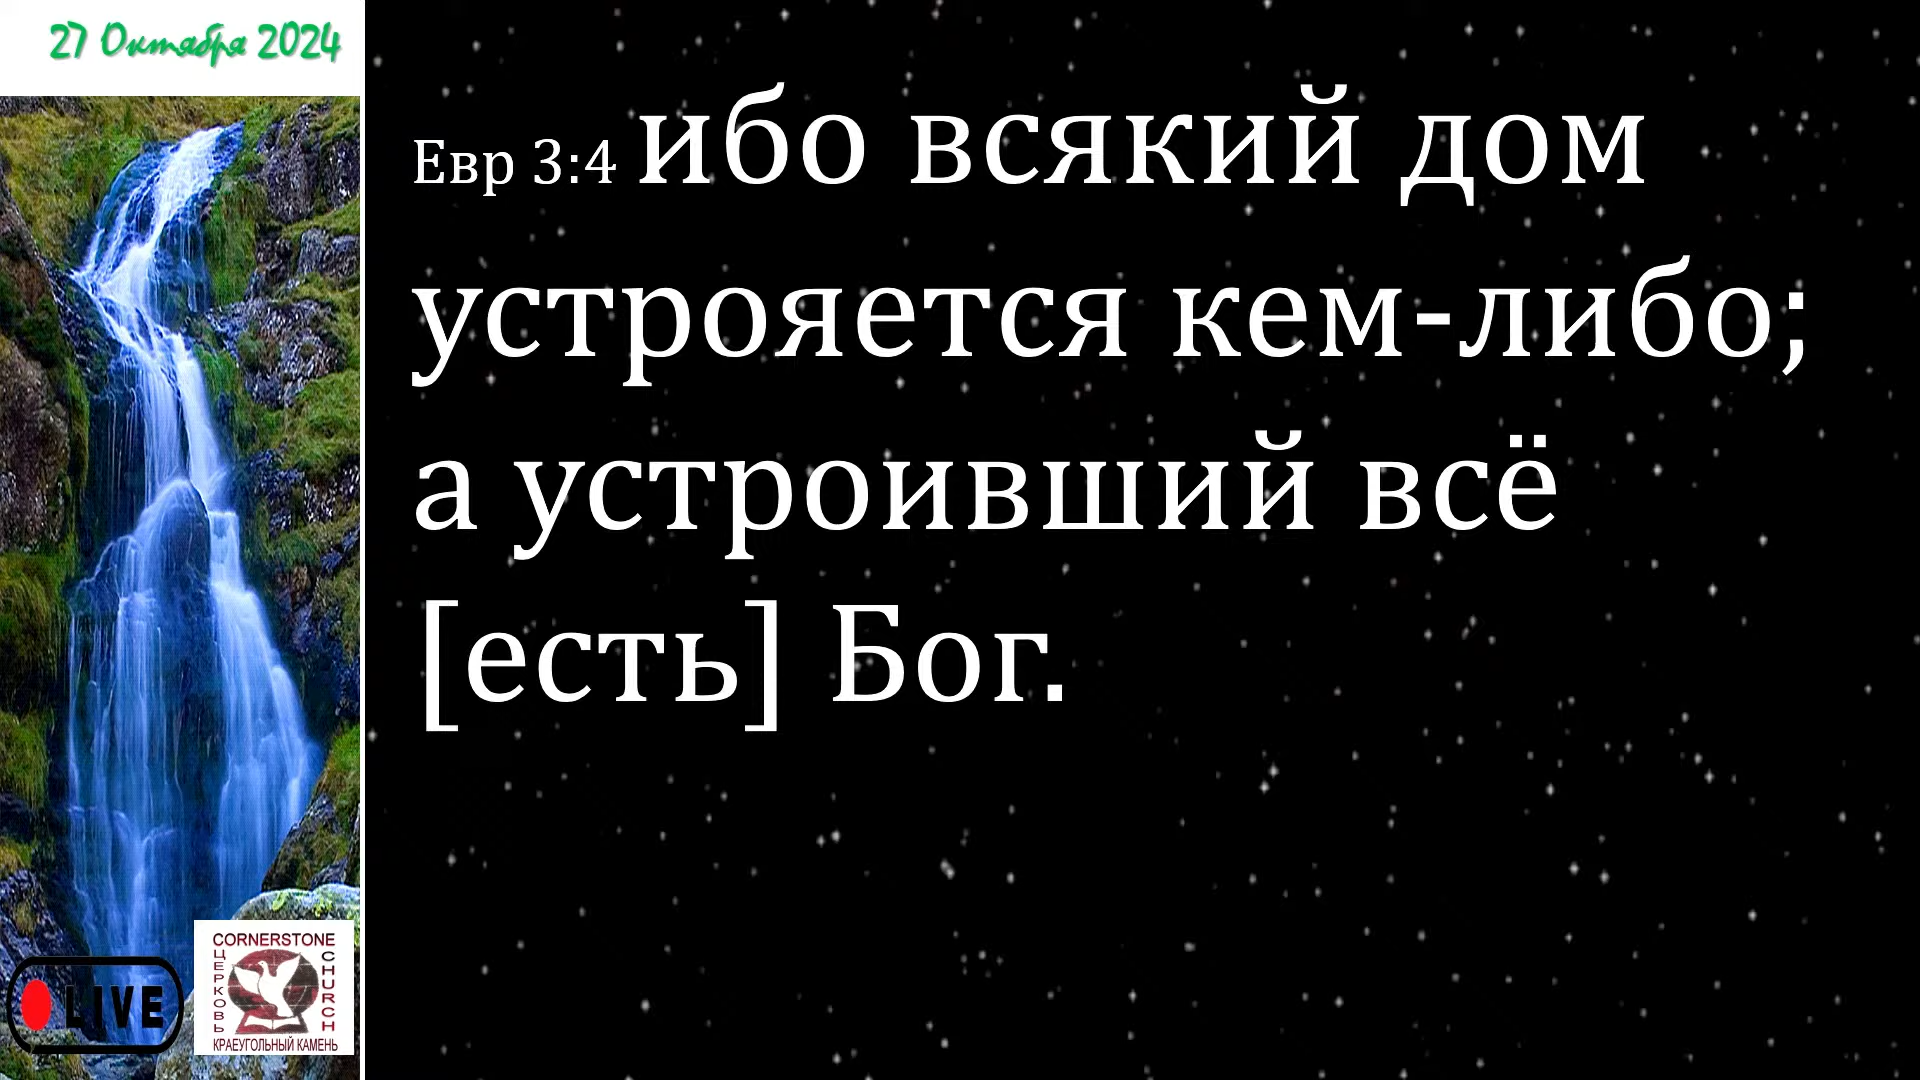 27 Октября 2024
Евр 3:4 ибо всякий дом
устрояется кем-либо;
а устроивший всё
[есть] Бог.
LIVE
CORNERSTONE
ЦЕРКОВЬ
CHURCH
КРАЕУГОЛЬНЫЙ КАМЕНЬ